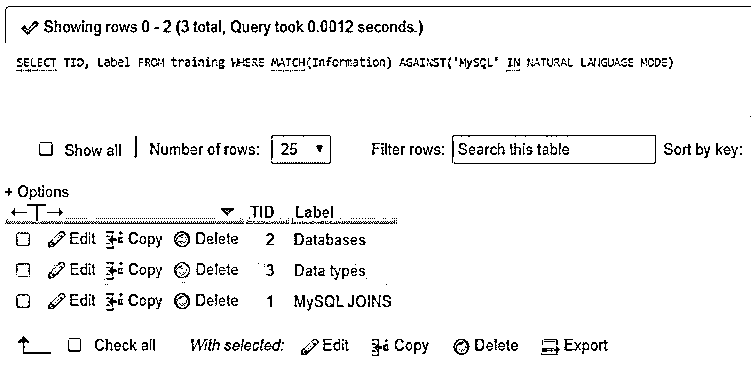 Showing rows 0 - 2 (3 total, Query took 0.0012 seconds.)
SELECT TID, Label FROM training WHERE MATCH(Information) AGAINST('MySQL' IN NATURAL LANGUAGE MODE)
Show all | Number of rows: 25 Filter rows: Search this table Sort by key:
+ Options
←T→ TID Label
Edit Copy Delete 2 Databases
Edit Copy Delete 3 Data types
Edit Copy Delete 1 MySQL JOINS
Check all With selected: Edit Copy Delete Export